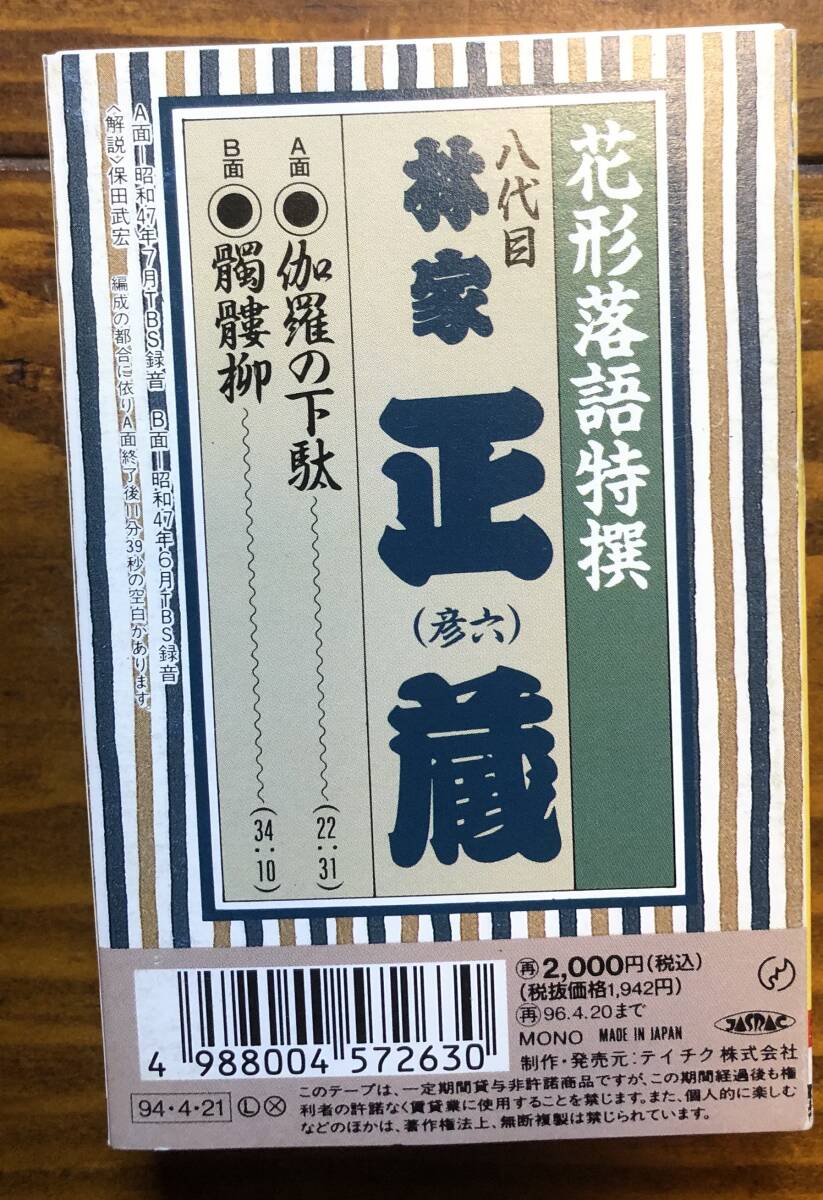 花形落語特撰
八代目
林家
正
(彦六)
蔵
A面
伽羅の下駄
(22:31)
B面
髑髏柳
(34:10)
A面―昭和47年7月TBS録音 B面―昭和47年6月TBS録音
〈解説〉保田武宏 編成の都合に依りA面終了後11分39秒の空白があります。
4 988004 572630
94・4・21 Ⓛ Ⓧ
再2,000円(税込)
(税抜価格1,942円)
再96.4.20まで
MONO MADE IN JAPAN
JASRAC
制作・発売元:テイチク株式会社
このテープは、一定期間貸与非許諾商品ですが、この期間経過後も権
利者の許諾なく賃貸業に使用することを禁じます。また、個人的に楽しむ
などのほかは、著作権法上、無断複製は禁じられています。